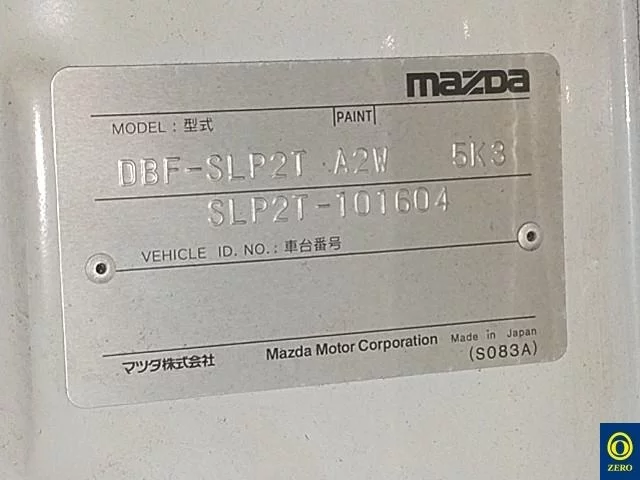 mazda
MODEL : 型式 PAINT
DBF-SLP2T A2W 5K3
SLP2T-101604
VEHICLE ID. NO. : 車台番号
マツダ株式会社 Mazda Motor Corporation Made in Japan
(S083A)
ZERO